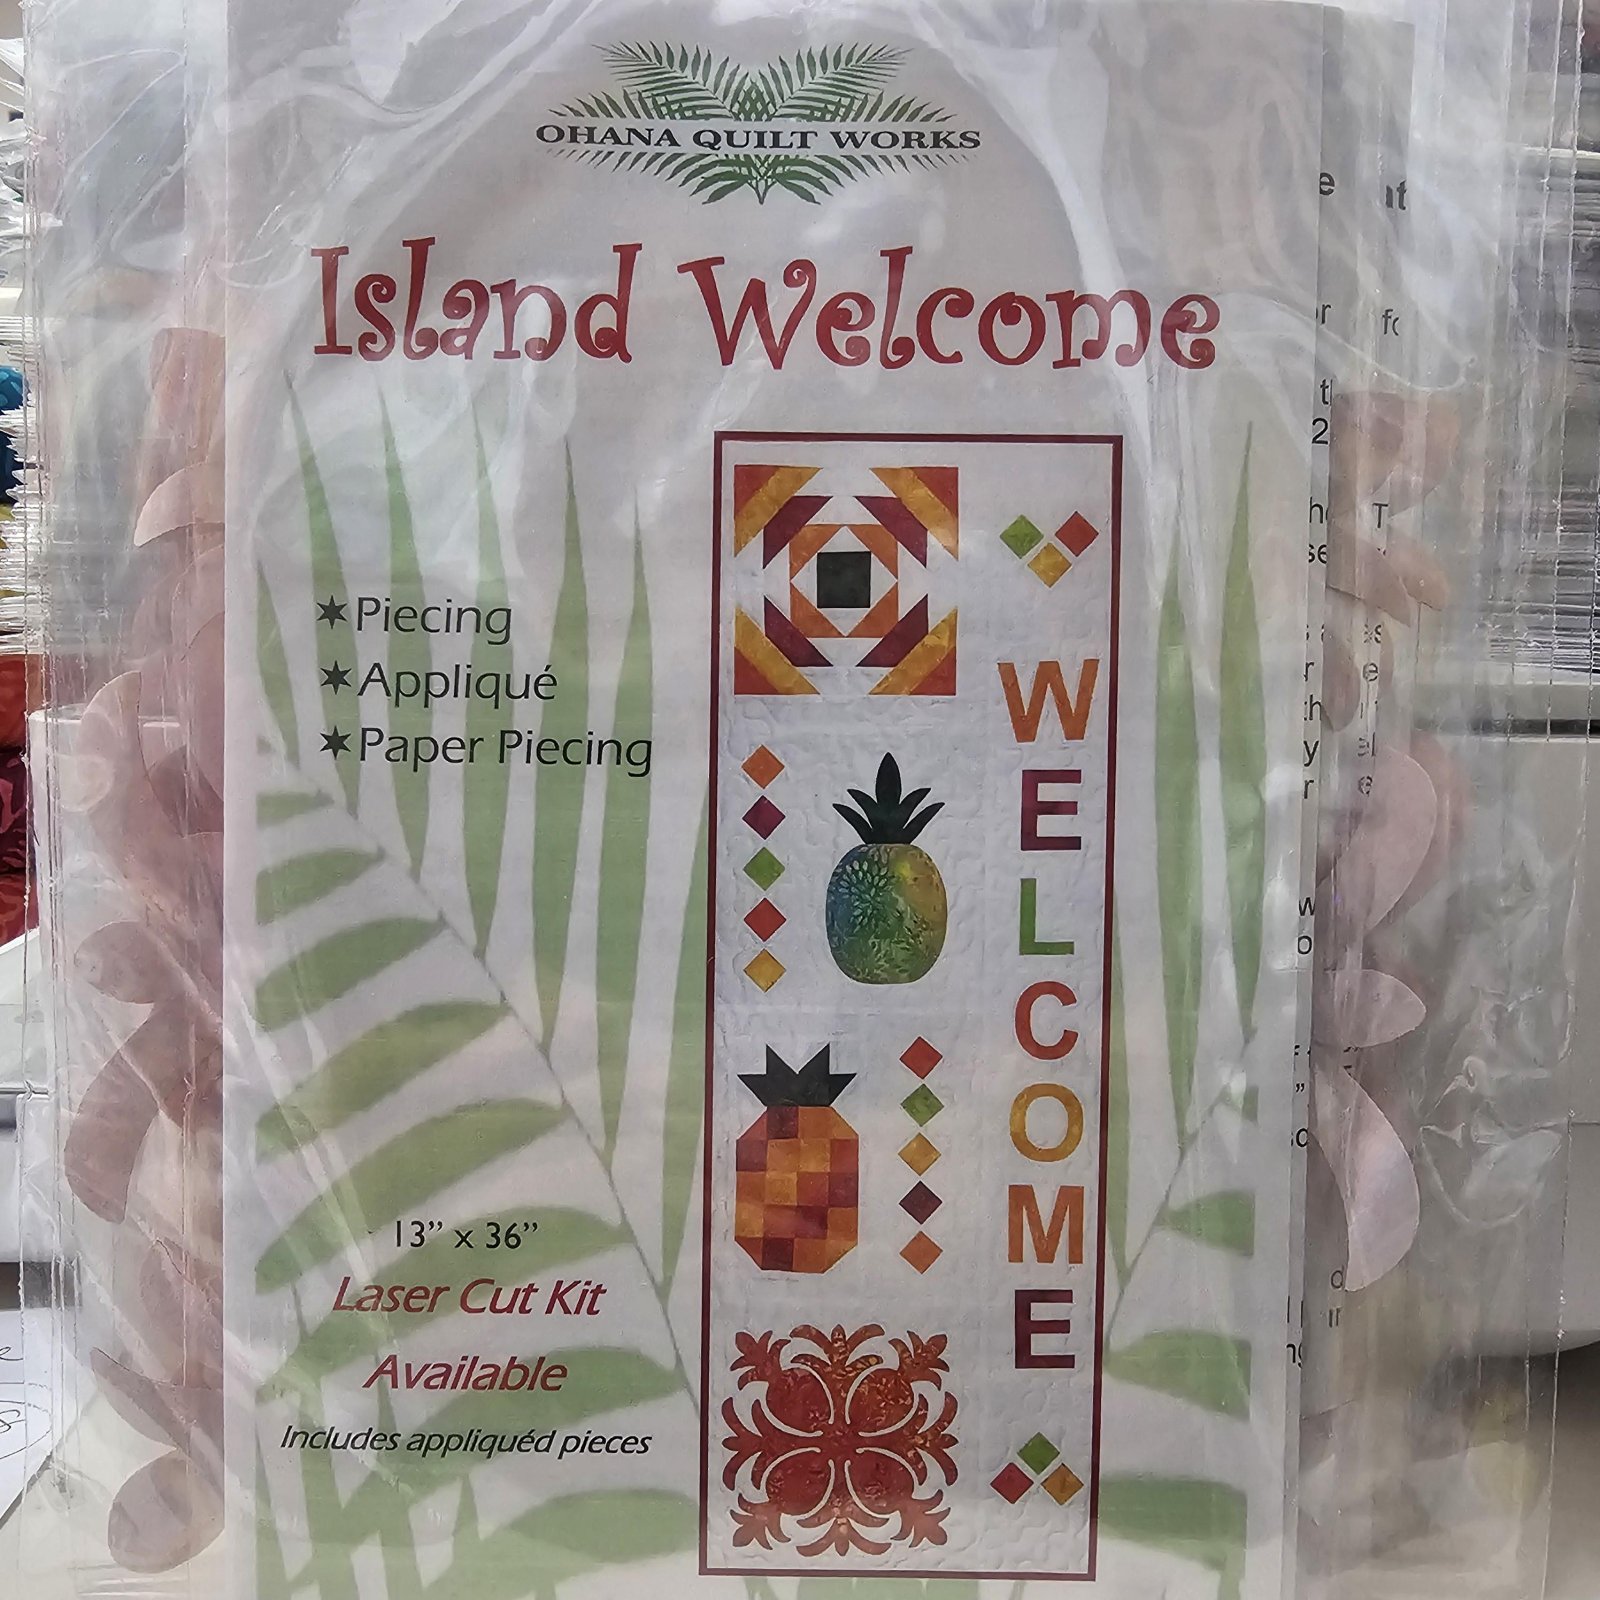 OHANA QUILT WORKS
Island Welcome
✶Piecing
✶Appliqué
✶Paper Piecing
WELCOME
13” x 36”
Laser Cut Kit
Available
Includes appliquéd pieces